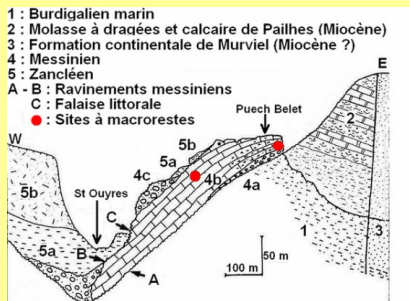 1 : Burdigalien marin
2 : Molasse à dragées et calcaire de Pailhes (Miocène)
3 : Formation continentale de Murviel (Miocène ?)
4 : Messinien
5 : Zancléen
A - B : Ravinements messiniens
C : Falaise littorale
● : Sites à macrorestes
E
Puech Belet
2
W
5b
5a
4c
5b
St Ouyres
4b
4a
C
1
3
5a
B
A
50 m
100 m